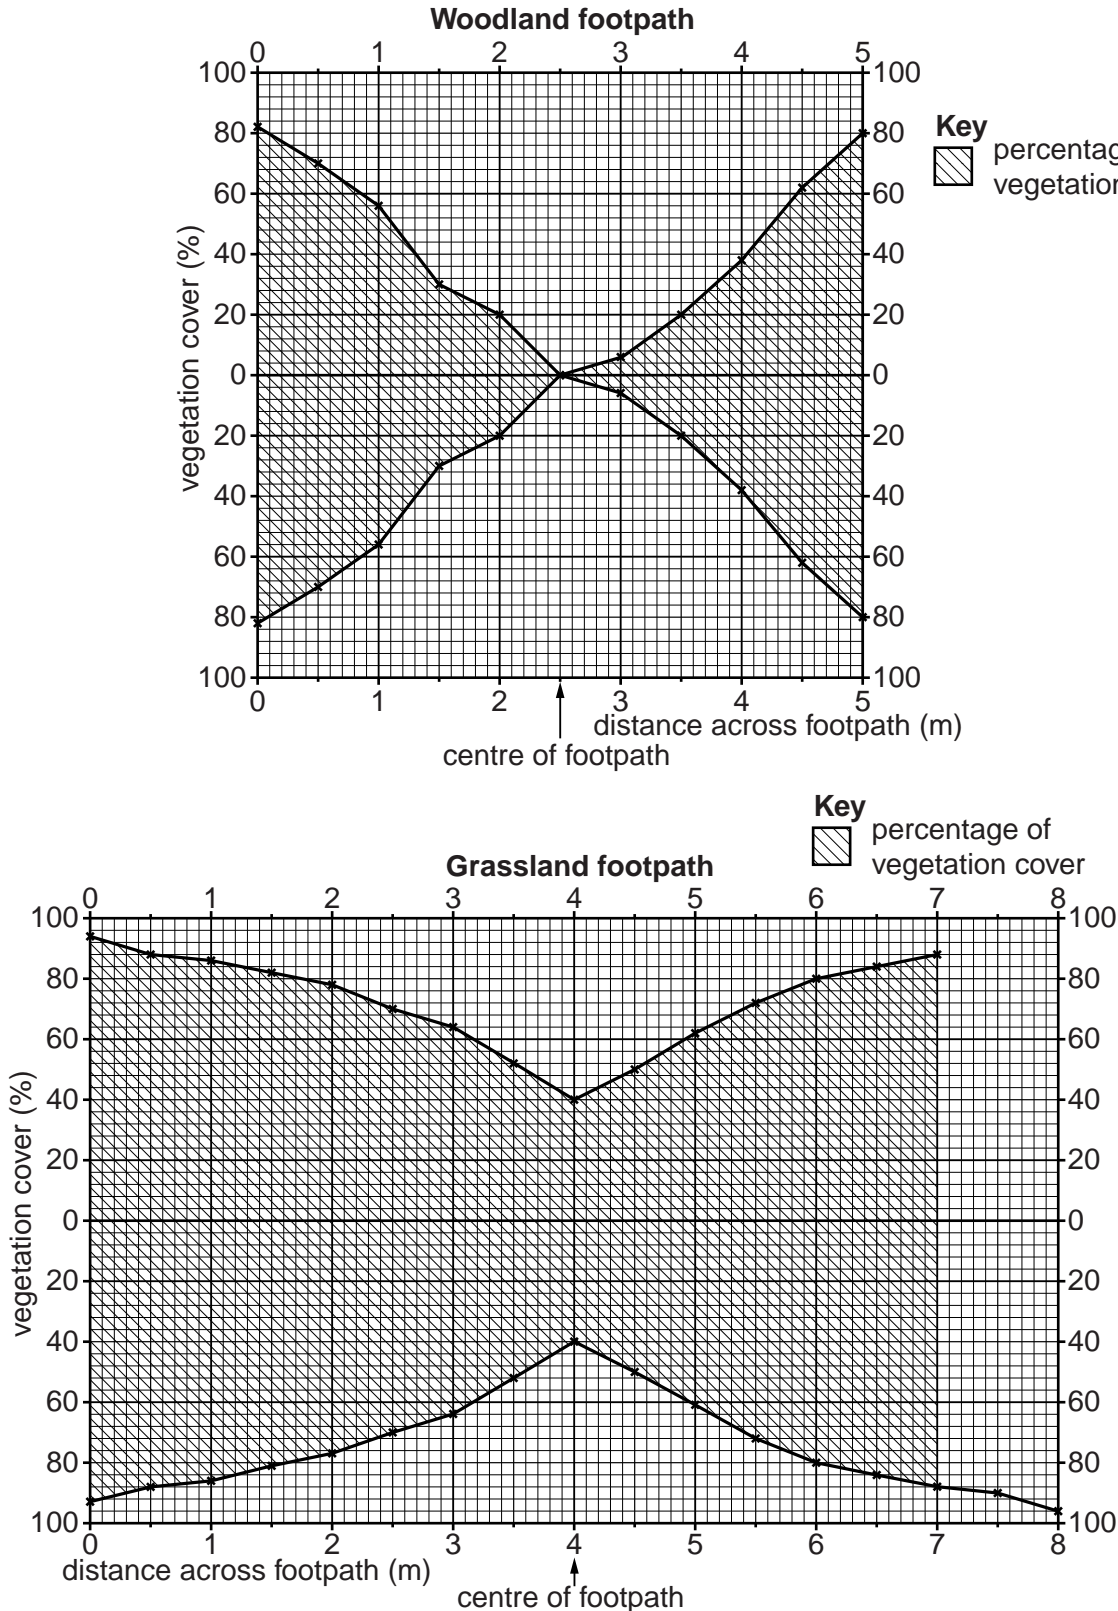 Woodland footpath
0 1 2 3 4 5
100 100
80 80
60 60
40 40
20 20
0 0
20 20
40 40
60 60
80 80
100 100
0 1 2 3 4 5
vegetation cover (%)
distance across footpath (m)
centre of footpath
Key
vegetation
Key
percentage of
vegetation cover
Grassland footpath
0 1 2 3 4 5 6 7 8
100 100
80 80
60 60
40 40
20 20
0 0
20 20
40 40
60 60
80 80
100 100
0 1 2 3 4 5 6 7 8
vegetation cover (%)
distance across footpath (m)
centre of footpath